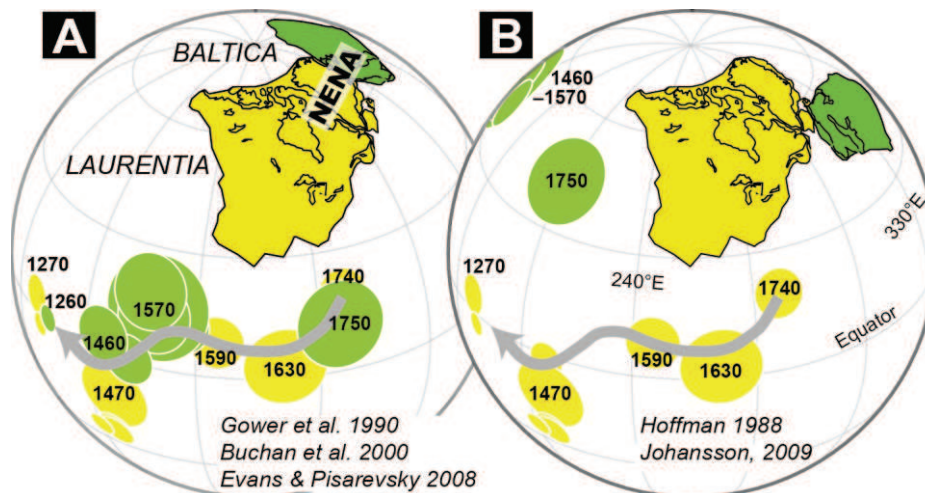 A
BALTICA
NENA
LAURENTIA
1270
1260
1460
1570
1470
1590
1630
1740
1750
Gower et al. 1990
Buchan et al. 2000
Evans & Pisarevsky 2008
B
1460
–1570
1750
330°E
240°E
1270
1740
Equator
1590
1630
1470
Hoffman 1988
Johansson, 2009